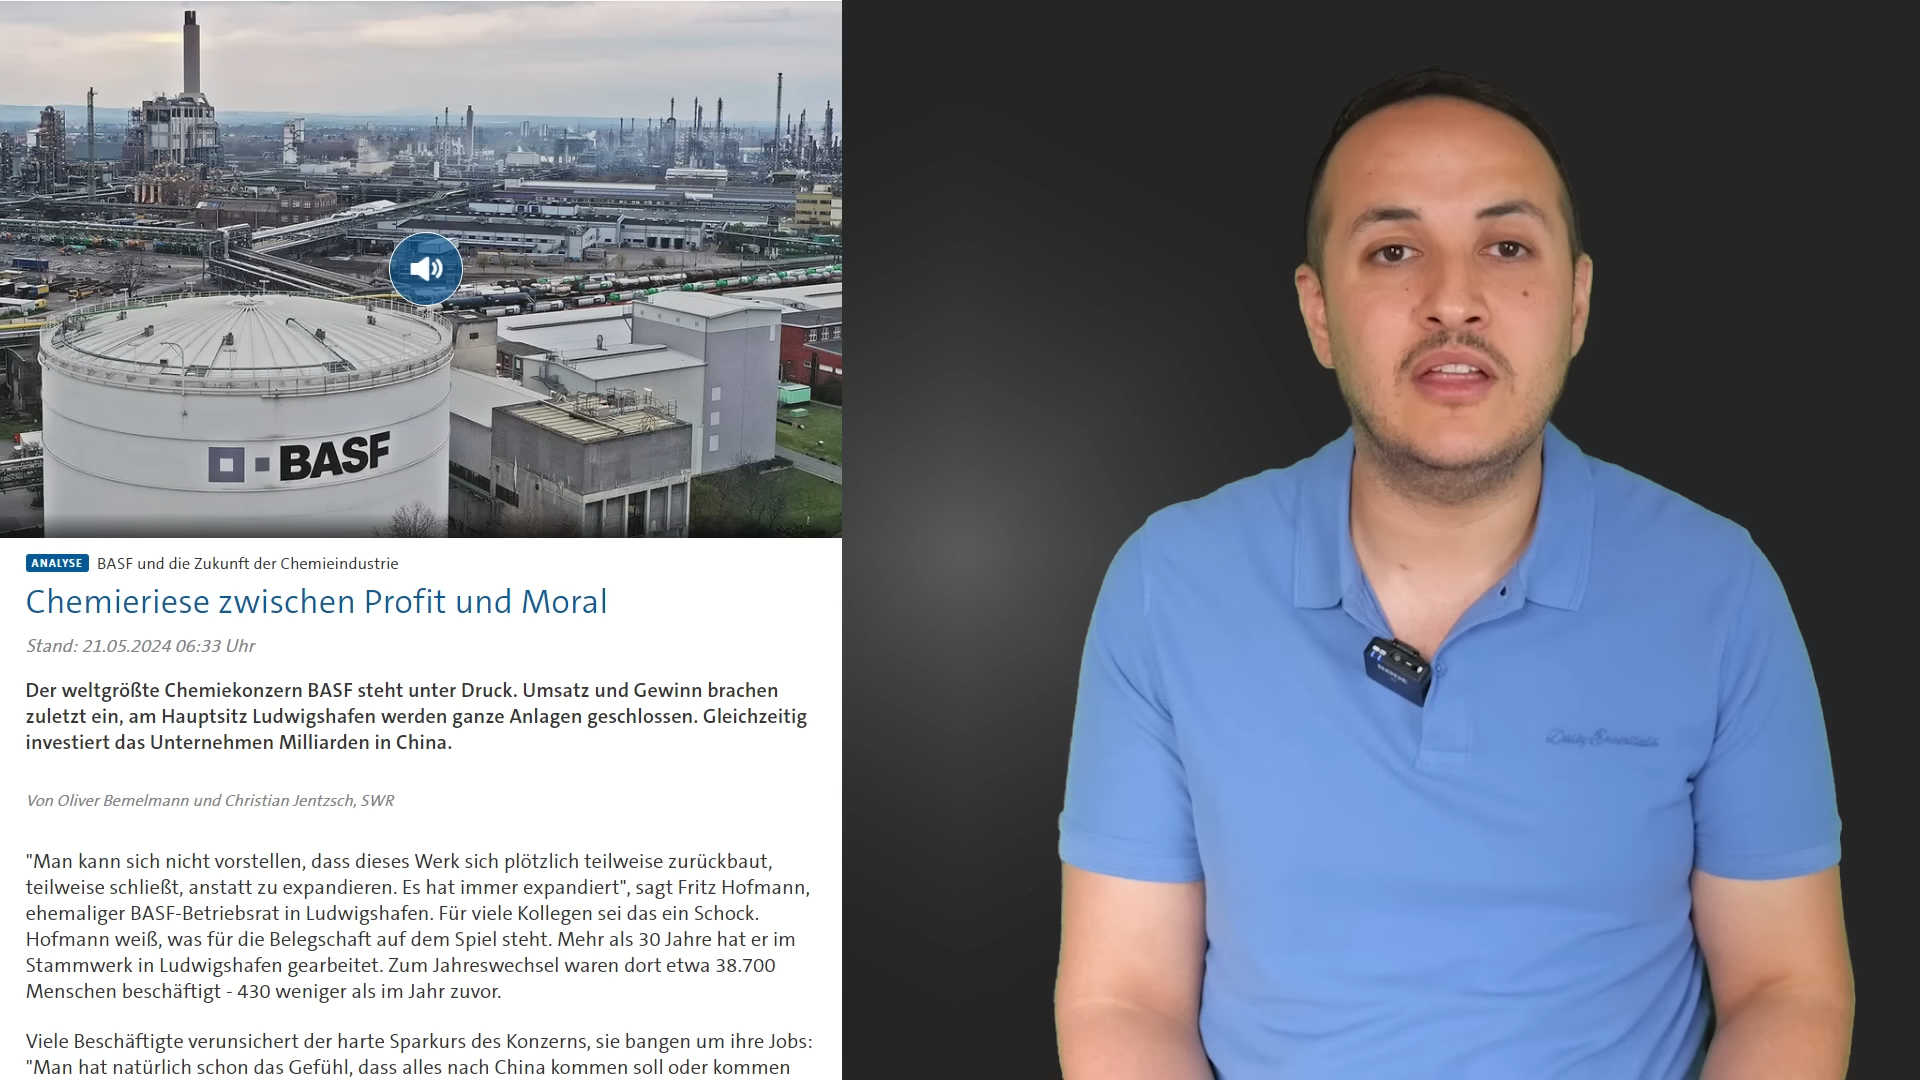 BASF
ANALYSE BASF und die Zukunft der Chemieindustrie
Chemieriese zwischen Profit und Moral
Stand: 21.05.2024 06:33 Uhr
Der weltgrößte Chemiekonzern BASF steht unter Druck. Umsatz und Gewinn brachen
zuletzt ein, am Hauptsitz Ludwigshafen werden ganze Anlagen geschlossen. Gleichzeitig
investiert das Unternehmen Milliarden in China.
Von Oliver Bemelmann und Christian Jentzsch, SWR
"Man kann sich nicht vorstellen, dass dieses Werk sich plötzlich teilweise zurückbaut,
teilweise schließt, anstatt zu expandieren. Es hat immer expandiert", sagt Fritz Hofmann,
ehemaliger BASF-Betriebsrat in Ludwigshafen. Für viele Kollegen sei das ein Schock.
Hofmann weiß, was für die Belegschaft auf dem Spiel steht. Mehr als 30 Jahre hat er im
Stammwerk in Ludwigshafen gearbeitet. Zum Jahreswechsel waren dort etwa 38.700
Menschen beschäftigt - 430 weniger als im Jahr zuvor.
Viele Beschäftigte verunsichert der harte Sparkurs des Konzerns, sie bangen um ihre Jobs:
"Man hat natürlich schon das Gefühl, dass alles nach China kommen soll oder kommen